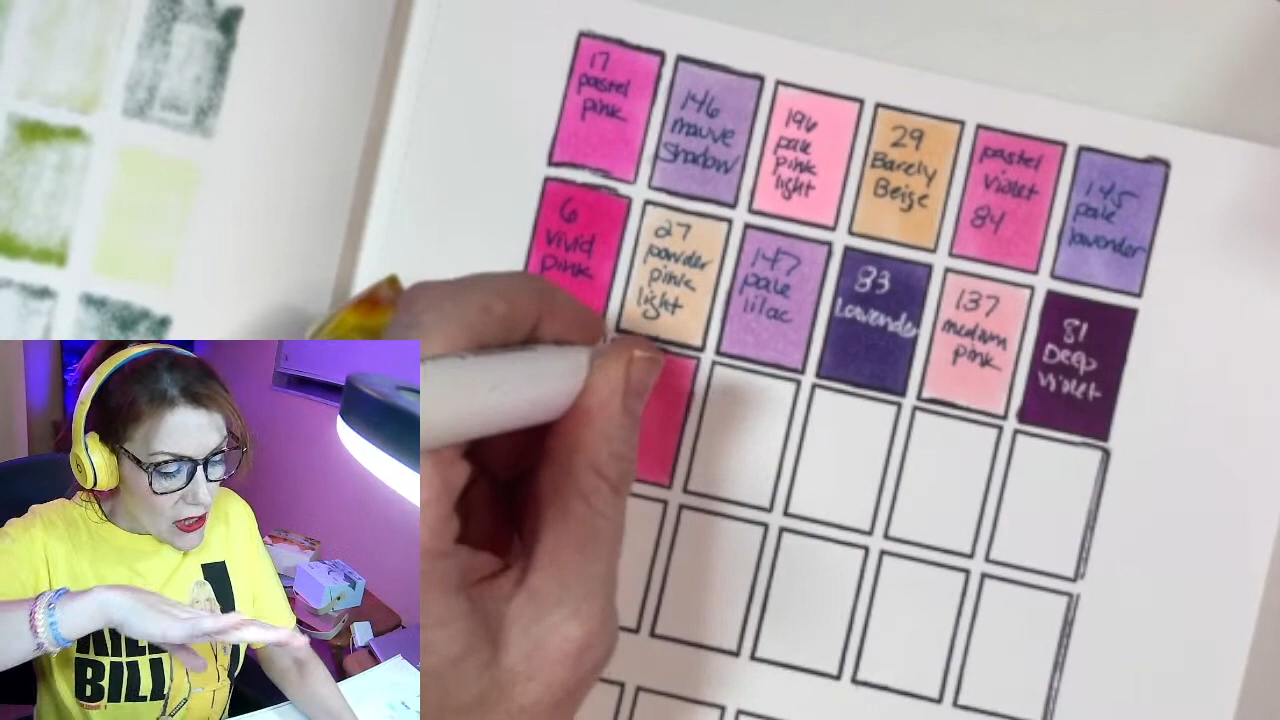 17
pastel
pink
146
mauve
shadow
196
pale
pink
light
29
Barely
Beige
pastel
violet
84
145
pale
lavender
6
vivid
pink
27
powder
pink
light
147
pale
lilac
83
Lavender
137
medium
pink
81
Deep
violet
KILL
BILL